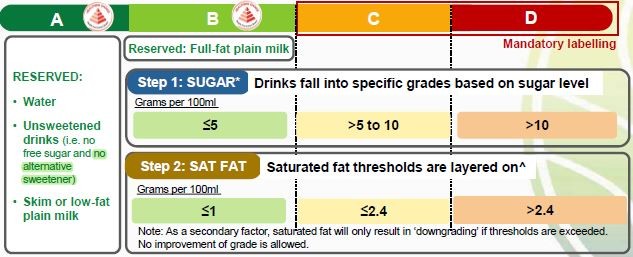 A B C D
Mandatory labelling
Reserved: Full-fat plain milk
RESERVED:
• Water
• Unsweetened
drinks (i.e. no
free sugar and no
alternative
sweetener)
• Skim or low-fat
plain milk
Step 1: SUGAR* Drinks fall into specific grades based on sugar level
Grams per 100ml
≤5 >5 to 10 >10
Step 2: SAT FAT Saturated fat thresholds are layered on^
Grams per 100ml
≤1 ≤2.4 >2.4
Note: As a secondary factor, saturated fat will only result in ‘downgrading’ if thresholds are exceeded.
No improvement of grade is allowed.